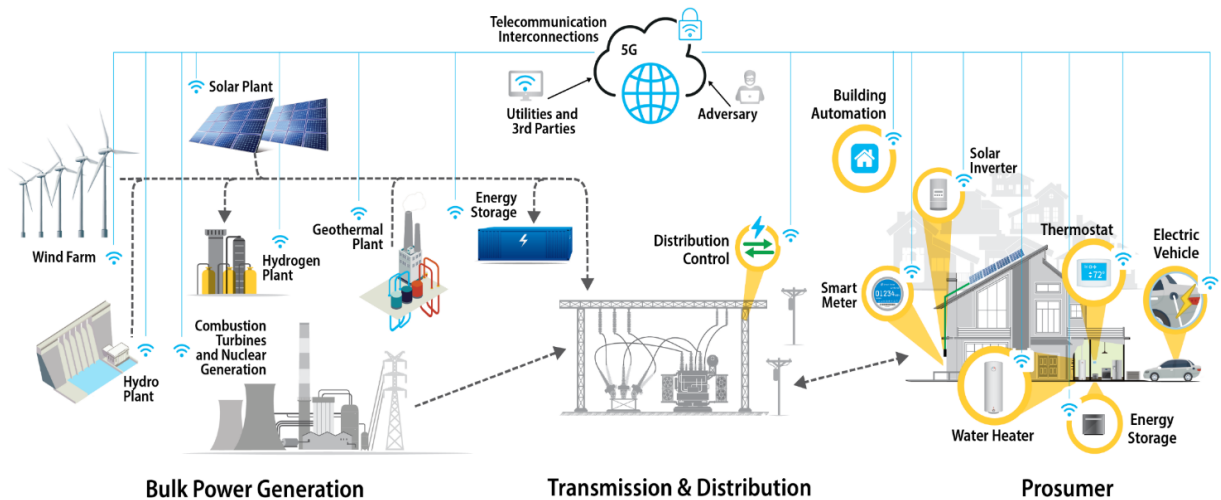 Telecommunication
Interconnections
5G
Solar Plant
Utilities and
3rd Parties
Adversary
Building
Automation
Solar
Inverter
Wind Farm
Hydrogen
Plant
Geothermal
Plant
Energy
Storage
Distribution
Control
Thermostat
72°
Electric
Vehicle
Smart
Meter
01234
Hydro
Plant
Combustion
Turbines
and Nuclear
Generation
Water Heater
Energy
Storage
Bulk Power Generation
Transmission & Distribution
Prosumer